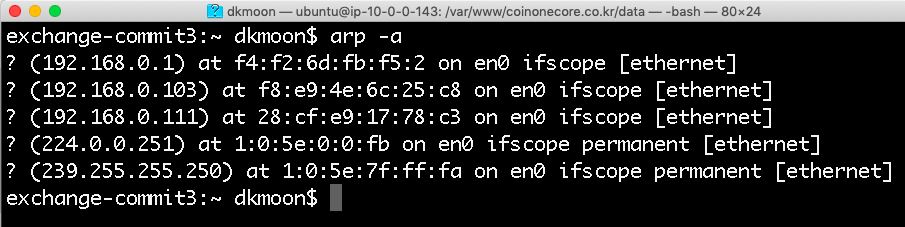 dkmoon — ubuntu@ip-10-0-0-143: /var/www/coinonecore.co.kr/data — -bash — 80×24
exchange-commit3:~ dkmoon$ arp -a
? (192.168.0.1) at f4:f2:6d:fb:f5:2 on en0 ifscope [ethernet]
? (192.168.0.103) at f8:e9:4e:6c:25:c8 on en0 ifscope [ethernet]
? (192.168.0.111) at 28:cf:e9:17:78:c3 on en0 ifscope [ethernet]
? (224.0.0.251) at 1:0:5e:0:0:fb on en0 ifscope permanent [ethernet]
? (239.255.255.250) at 1:0:5e:7f:ff:fa on en0 ifscope permanent [ethernet]
exchange-commit3:~ dkmoon$